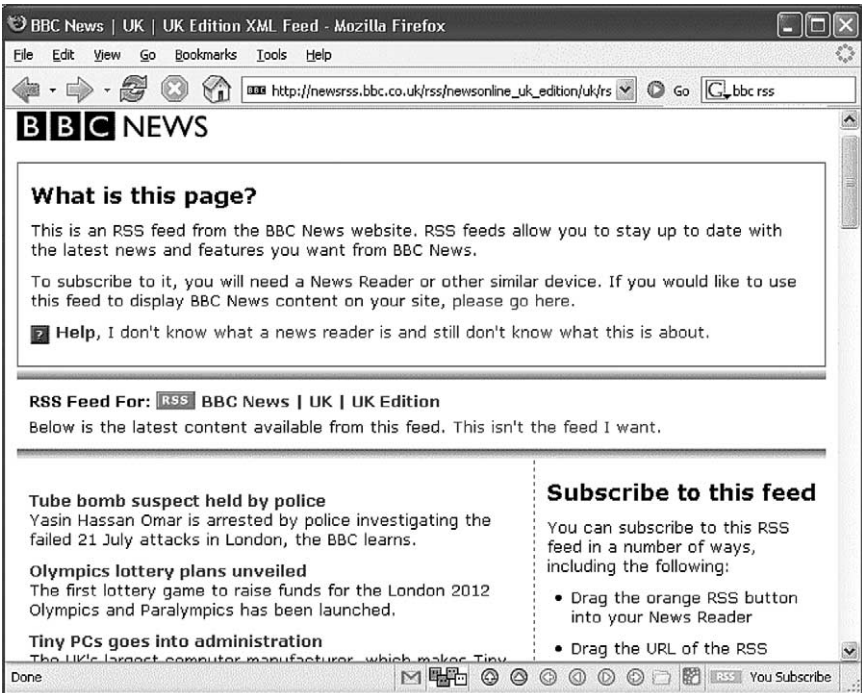 BBC News | UK | UK Edition XML Feed - Mozilla Firefox
File Edit View Go Bookmarks Tools Help
http://newsrss.bbc.co.uk/rss/newsonline_uk_edition/uk/rs Go G bbc rss
BBC NEWS
What is this page?
This is an RSS feed from the BBC News website. RSS feeds allow you to stay up to date with
the latest news and features you want from BBC News.
To subscribe to it, you will need a News Reader or other similar device. If you would like to use
this feed to display BBC News content on your site, please go here.
? Help, I don't know what a news reader is and still don't know what this is about.
RSS Feed For: RSS BBC News | UK | UK Edition
Below is the latest content available from this feed. This isn't the feed I want.
Tube bomb suspect held by police
Yasin Hassan Omar is arrested by police investigating the
failed 21 July attacks in London, the BBC learns.
Olympics lottery plans unveiled
The first lottery game to raise funds for the London 2012
Olympics and Paralympics has been launched.
Tiny PCs goes into administration
The UK's largest computer manufacturer, which makes Tiny
Subscribe to this feed
You can subscribe to this RSS
feed in a number of ways,
including the following:
• Drag the orange RSS button
into your News Reader
• Drag the URL of the RSS
Done RSS You Subscribe